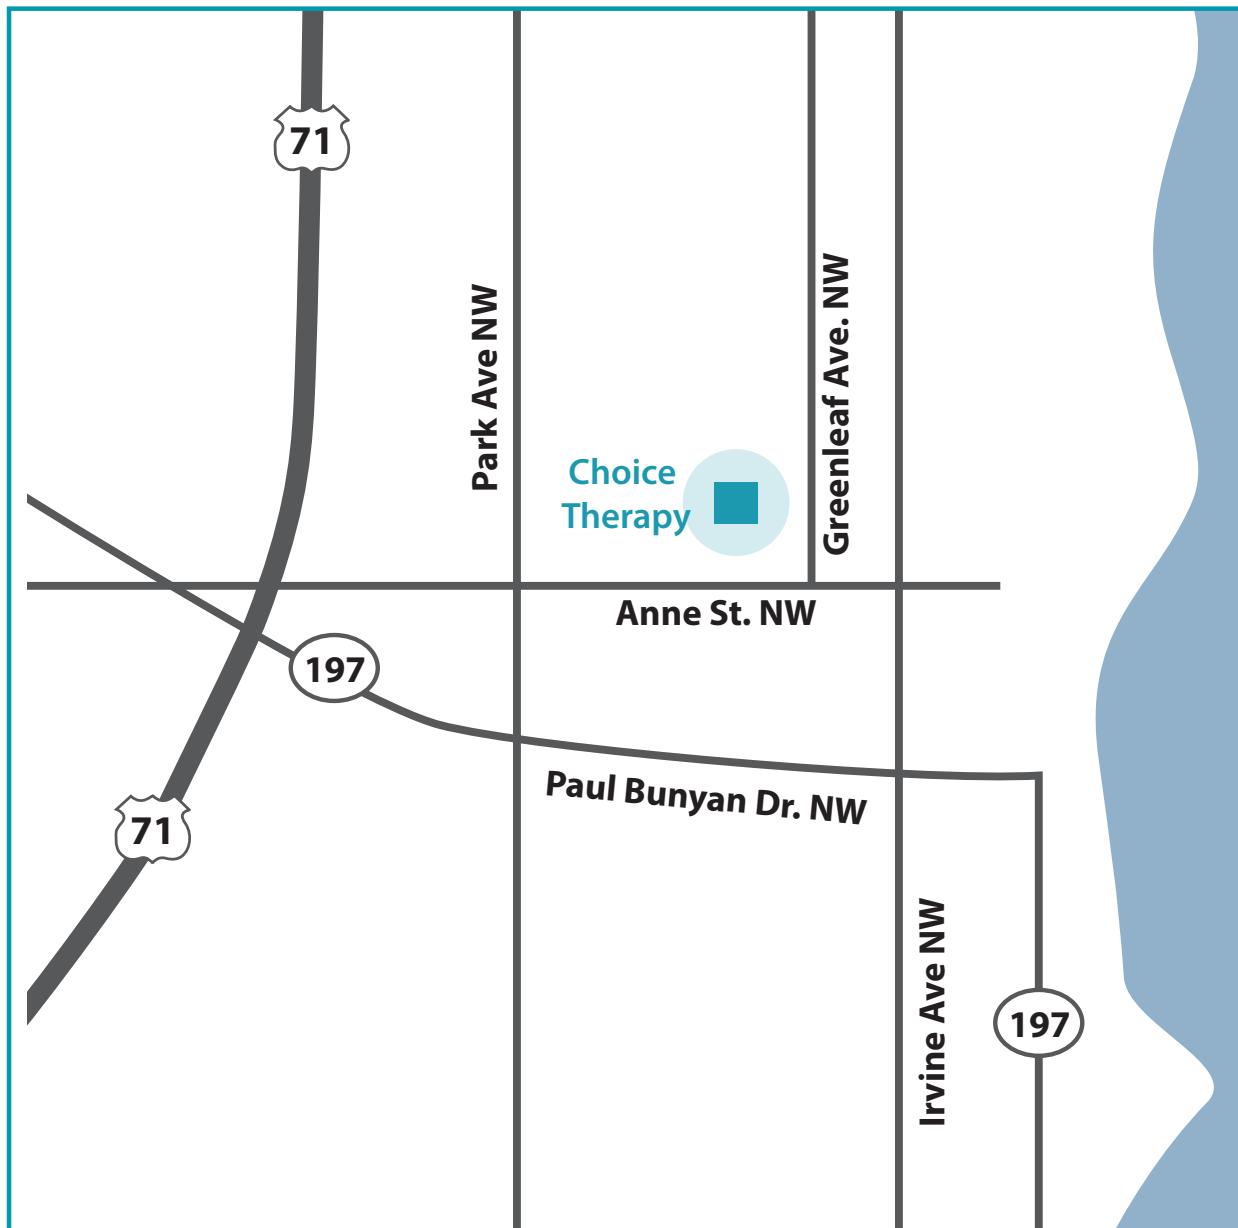 71
Park Ave NW
Greenleaf Ave. NW
Choice
Therapy
Anne St. NW
197
Paul Bunyan Dr. NW
71
Irvine Ave NW
197